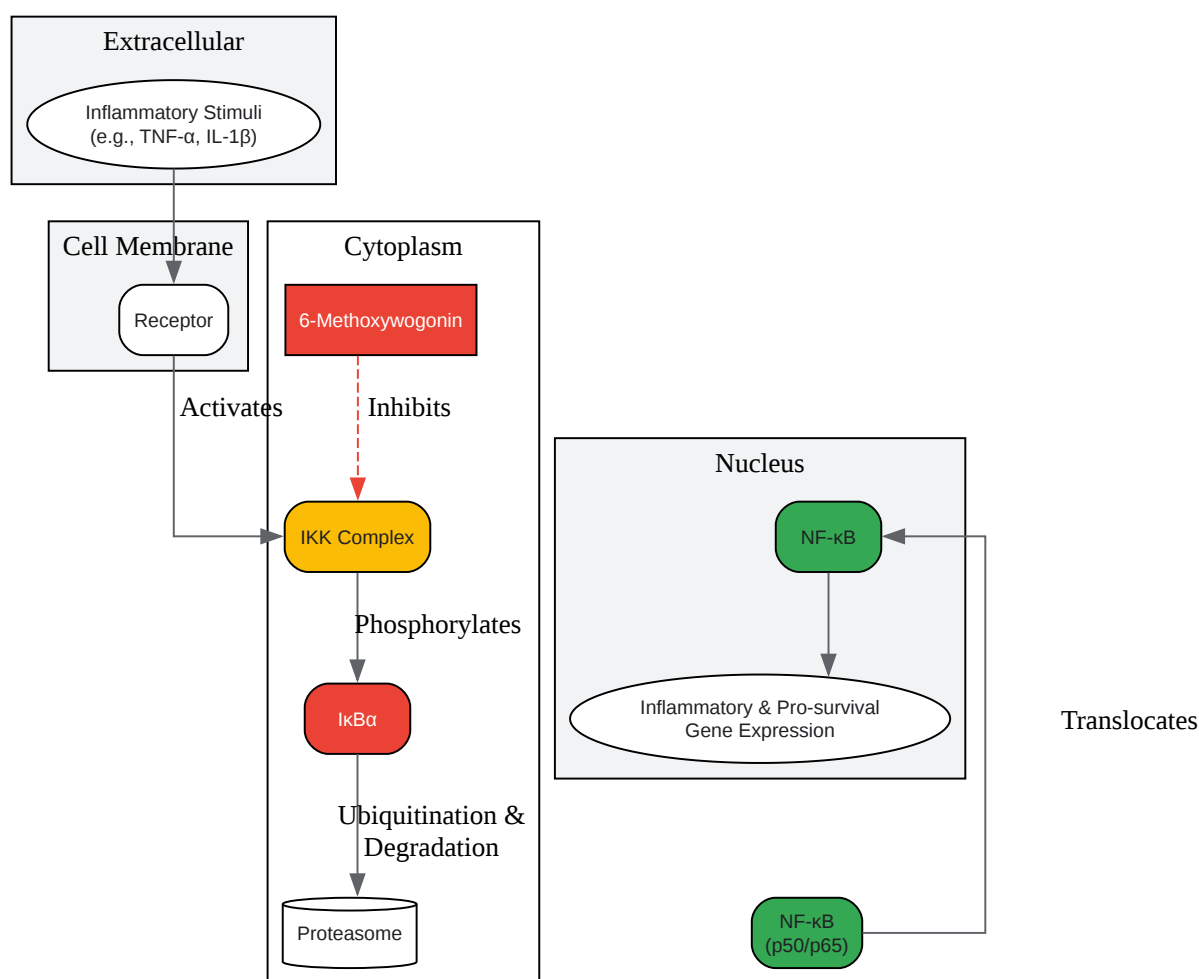 Extracellular
Inflammatory Stimuli
(e.g., TNF-α, IL-1β)
Cell Membrane
Receptor
Activates
Cytoplasm
6-Methoxywogonin
Inhibits
IKK Complex
Phosphorylates
IκBα
Ubiquitination &
Degradation
Proteasome
Nucleus
NF-κB
Inflammatory & Pro-survival
Gene Expression
Translocates
NF-κB
(p50/p65)